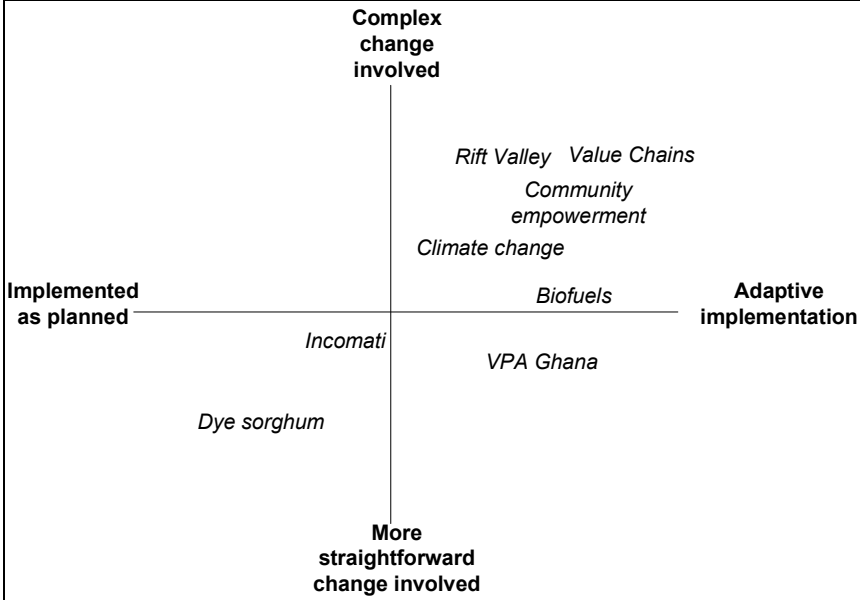 Complex
change
involved
Rift Valley
Value Chains
Community
empowerment
Climate change
Implemented
as planned
Biofuels
Adaptive
implementation
Incomati
VPA Ghana
Dye sorghum
More
straightforward
change involved